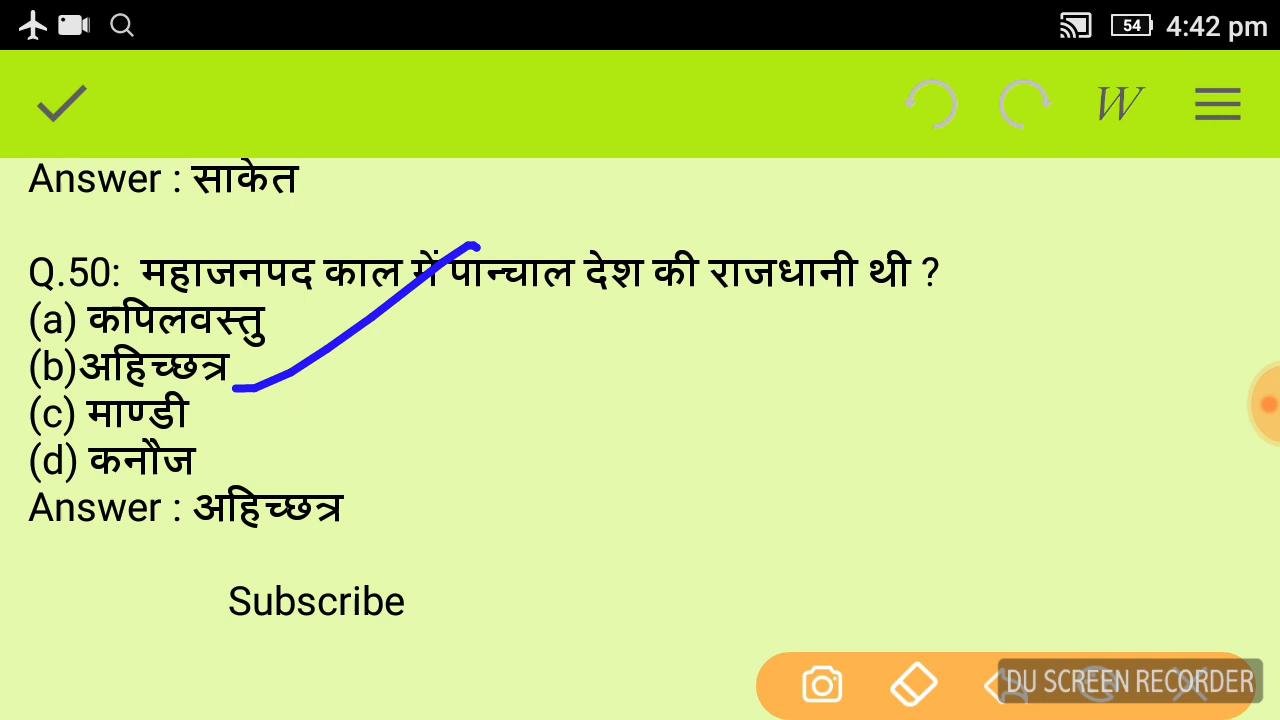 54 4:42 pm
W
Answer : साकेत
Q.50: महाजनपद काल में पान्चाल देश की राजधानी थी ?
(a) कपिलवस्तु
(b)अहिच्छत्र
(c) माण्डी
(d) कनौज
Answer : अहिच्छत्र
Subscribe
DU SCREEN RECORDER